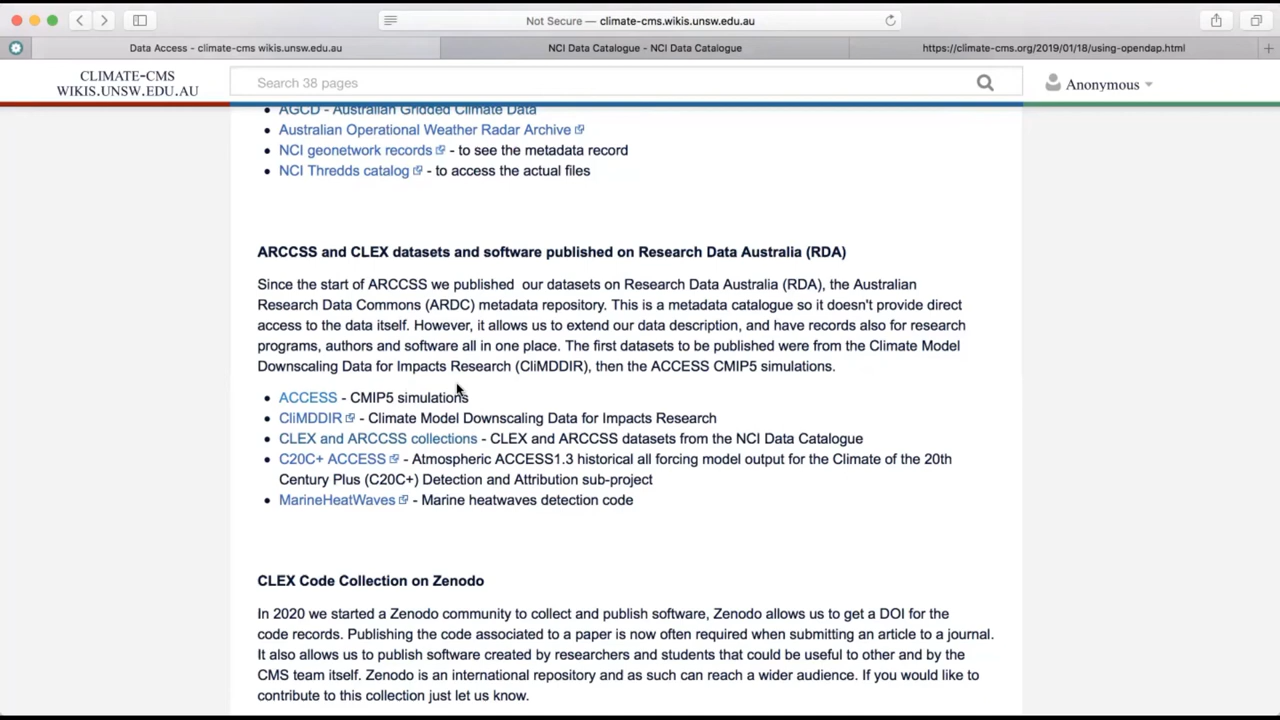 Not Secure — climate-cms.wikis.unsw.edu.au
Data Access - climate-cms wikis.unsw.edu.au
NCI Data Catalogue - NCI Data Catalogue
https://climate-cms.org/2019/01/18/using-opendap.html
CLIMATE-CMS
WIKIS.UNSW.EDU.AU
Search 38 pages
Anonymous
• AGCD - Australian Gridded Climate Data
• Australian Operational Weather Radar Archive
• NCI geonetwork records - to see the metadata record
• NCI Thredds catalog - to access the actual files
ARCCSS and CLEX datasets and software published on Research Data Australia (RDA)
Since the start of ARCCSS we published our datasets on Research Data Australia (RDA), the Australian
Research Data Commons (ARDC) metadata repository. This is a metadata catalogue so it doesn't provide direct
access to the data itself. However, it allows us to extend our data description, and have records also for research
programs, authors and software all in one place. The first datasets to be published were from the Climate Model
Downscaling Data for Impacts Research (CliMDDIR), then the ACCESS CMIP5 simulations.
• ACCESS - CMIP5 simulations
• CliMDDIR - Climate Model Downscaling Data for Impacts Research
• CLEX and ARCCSS collections - CLEX and ARCCSS datasets from the NCI Data Catalogue
• C20C+ ACCESS - Atmospheric ACCESS1.3 historical all forcing model output for the Climate of the 20th
Century Plus (C20C+) Detection and Attribution sub-project
• MarineHeatWaves - Marine heatwaves detection code
CLEX Code Collection on Zenodo
In 2020 we started a Zenodo community to collect and publish software, Zenodo allows us to get a DOI for the
code records. Publishing the code associated to a paper is now often required when submitting an article to a journal.
It also allows us to publish software created by researchers and students that could be useful to other and by the
CMS team itself. Zenodo is an international repository and as such can reach a wider audience. If you would like to
contribute to this collection just let us know.